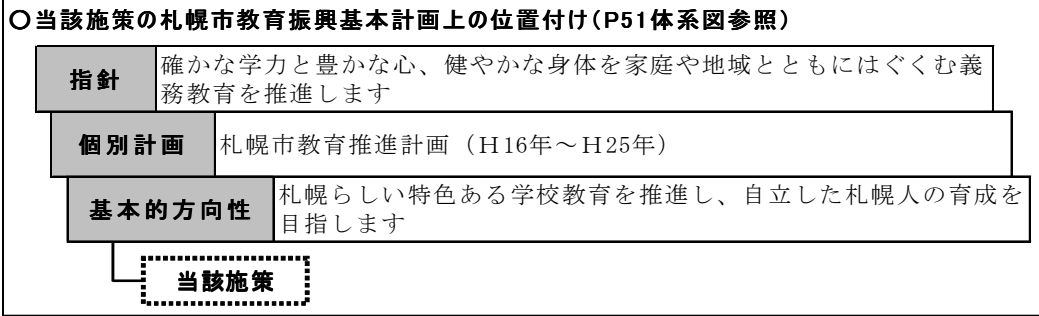 ○当該施策の札幌市教育振興基本計画上の位置付け(P51体系図参照)
指針
確かな学力と豊かな心、健やかな身体を家庭や地域とともにはぐくむ義
務教育を推進します
個別計画
札幌市教育推進計画(H16年～H25年)
基本的方向性
札幌らしい特色ある学校教育を推進し、自立した札幌人の育成を
目指します
当該施策